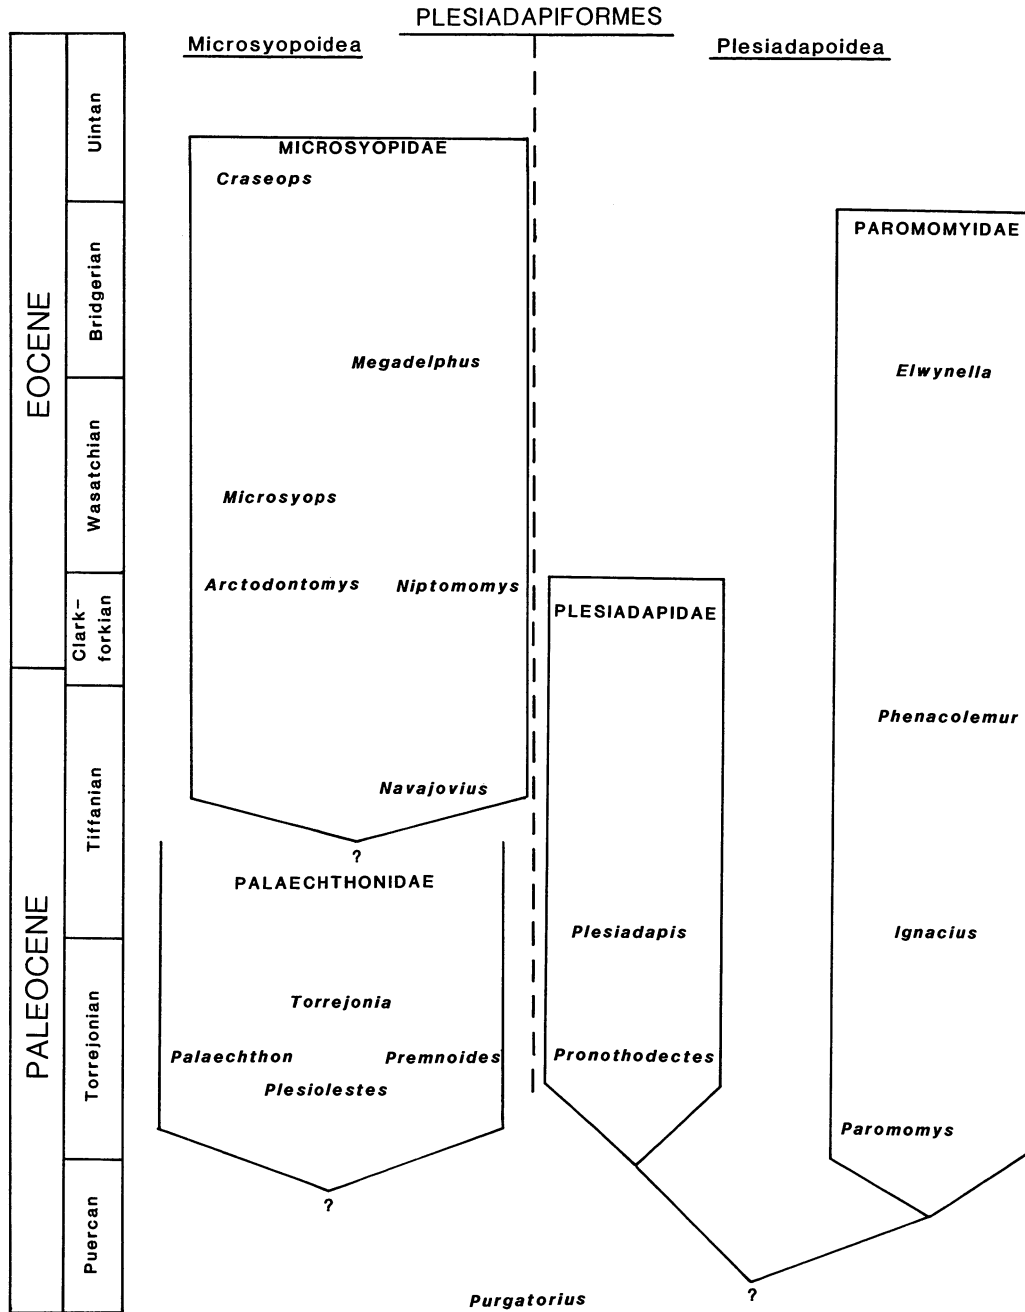 PLESIADAPIFORMES
Microsyopoidea
Plesiadapoidea
EOCENE
PALEOCENE
Uintan
Bridgerian
Wasatchian
Clark-
forkian
Tiffanian
Torrejonian
Puercan
MICROSYOPIDAE
Craseops
Megadelphus
Microsyops
Arctodontomys
Niptomomys
Navajovius
?
PALAECHTHONIDAE
Torrejonia
Palaechthon
Premnoides
Plesiolestes
?
PLESIADAPIDAE
Plesiadapis
Pronothodectes
PAROMOMYIDAE
Elwynella
Phenacolemur
Ignacius
Paromomys
?
Purgatorius